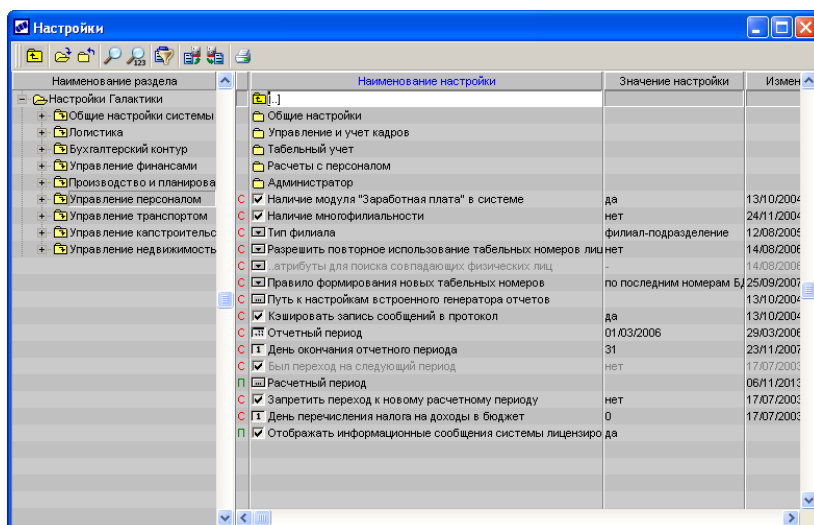 Настройки
123
Наименование раздела
Наименование настройки Значение настройки Измен
Настройки Галактики
[..]
Общие настройки системы
Общие настройки
Логистика
Управление и учет кадров
Бухгалтерский контур
Табельный учет
Управление финансами
Расчеты с персоналом
Производство и планирова
Администратор
Управление персоналом
С Наличие модуля "Заработная плата" в системе да 13/10/2004
Управление транспортом
С Наличие многофилиальности нет 24/11/2004
Управление капстроительс
С Тип филиала филиал-подразделение 12/08/2005
Управление недвижимость
С Разрешить повторное использование табельных номеров лиц нет 14/08/2006
С ..атрибуты для поиска совпадающих физических лиц - 14/08/2006
С Правило формирования новых табельных номеров по последним номерам БД 25/09/2007
С Путь к настройкам встроенного генератора отчетов 13/10/2004
С Кэшировать запись сообщений в протокол да 13/10/2004
С Отчетный период 01/03/2006 29/03/2006
С День окончания отчетного периода 31 23/11/2007
С Был переход на следующий период нет 17/07/2003
П Расчетный период 06/11/2013
С Запретить переход к новому расчетному периоду нет 17/07/2003
С День перечисления налога на доходы в бюджет 0 17/07/2003
П Отображать информационные сообщения системы лицензиро да